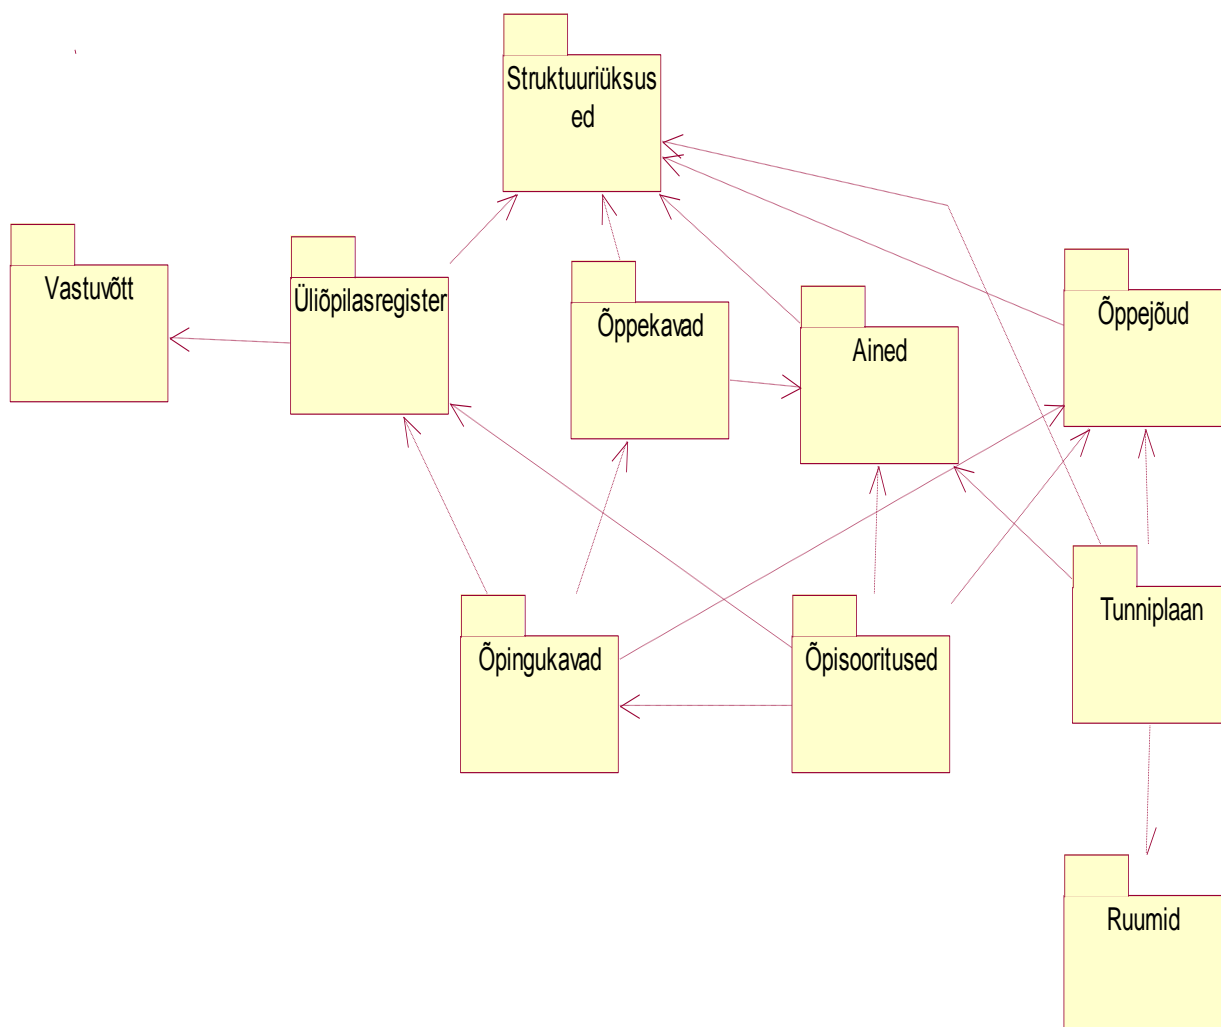 Struktuuriüksus
ed
Vastuvõtt
Üliõpilasregister
Õppekavad
Ained
Õppejõud
Õpingukavad
Õpisooritused
Tunniplaan
Ruumid